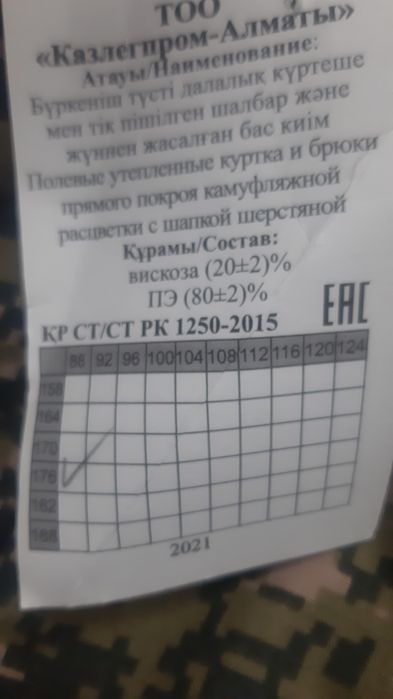 ТОО
«Казлегпром-Алматы»
Атауы/Наименование:
Бүркеніш түсті далалық күртеше
мен тік пішілген шалбар және
жүннен жасалған бас киім
Полевые утепленные куртка и брюки
прямого покроя камуфляжной
расцветки с шапкой шерстяной
Құрамы/Состав:
вискоза (20±2)%
ПЭ (80±2)%
ЕАС
ҚР СТ/СТ РК 1250-2015
88 92 96 100 104 108 112 116 120 124
158
164
170
176
182
188
2021